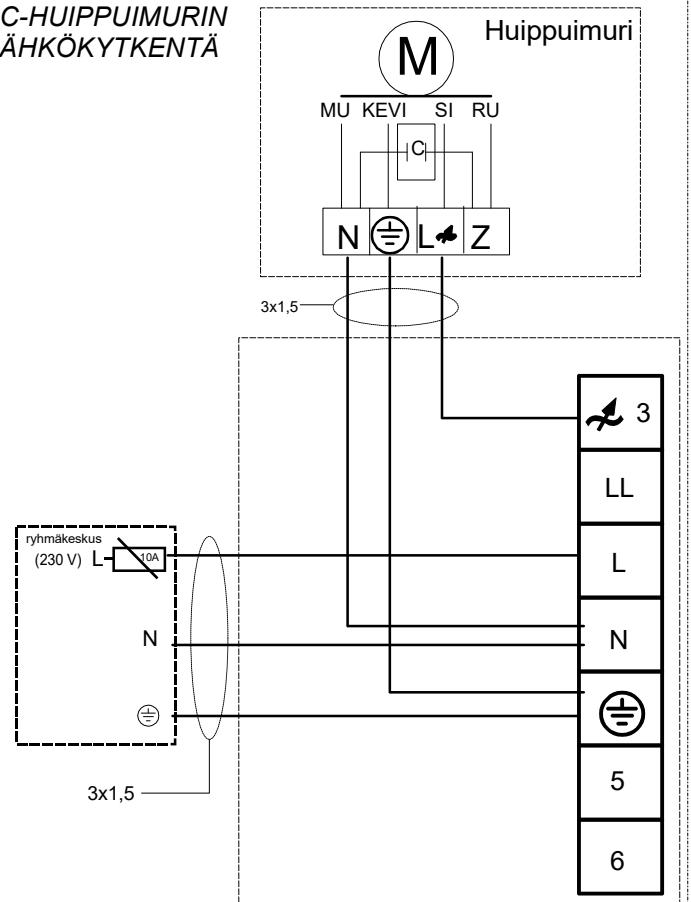 C-HUIPPUIMURIN
ÄHKÖKYTKENTÄ
Huippuimuri
M
MU KEVI SI RU
C
N L Z
3x1,5
3
LL
L
N
5
6
ryhmäkeskus
(230 V) L 10A
N
3x1,5